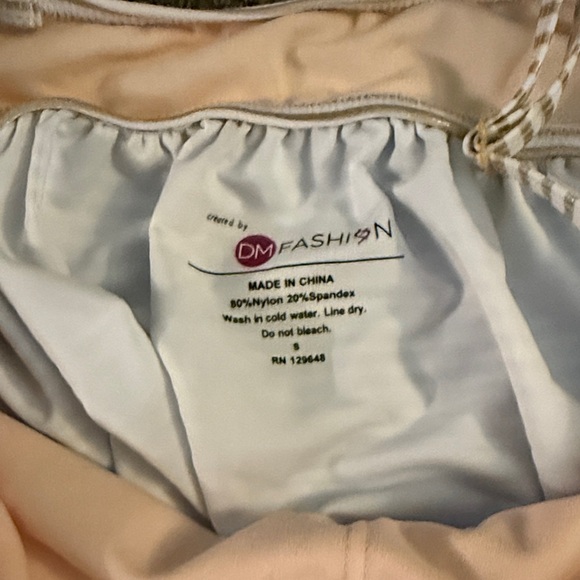 created by
DM FASHION
MADE IN CHINA
80%Nylon 20%Spandex
Wash in cold water. Line dry.
Do not bleach.
S
RN 129648